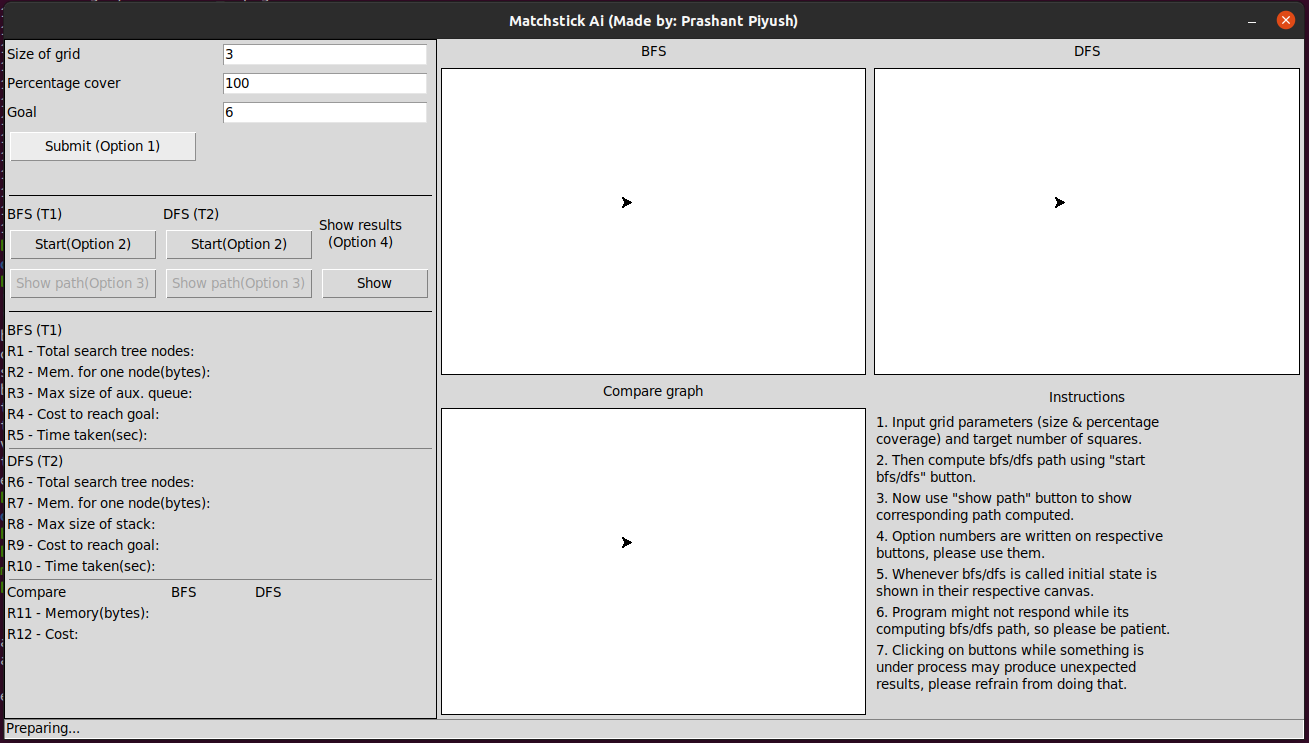 Matchstick Ai (Made by: Prashant Piyush)
Size of grid 3
Percentage cover 100
Goal 6
Submit (Option 1)
BFS (T1) DFS (T2)
Show results
(Option 4)
Start(Option 2) Start(Option 2)
Show path(Option 3) Show path(Option 3) Show
BFS (T1)
R1 - Total search tree nodes:
R2 - Mem. for one node(bytes):
R3 - Max size of aux. queue:
R4 - Cost to reach goal:
R5 - Time taken(sec):
DFS (T2)
R6 - Total search tree nodes:
R7 - Mem. for one node(bytes):
R8 - Max size of stack:
R9 - Cost to reach goal:
R10 - Time taken(sec):
Compare BFS DFS
R11 - Memory(bytes):
R12 - Cost:
BFS
DFS
Compare graph
Instructions
1. Input grid parameters (size & percentage
coverage) and target number of squares.
2. Then compute bfs/dfs path using "start
bfs/dfs" button.
3. Now use "show path" button to show
corresponding path computed.
4. Option numbers are written on respective
buttons, please use them.
5. Whenever bfs/dfs is called initial state is
shown in their respective canvas.
6. Program might not respond while its
computing bfs/dfs path, so please be patient.
7. Clicking on buttons while something is
under process may produce unexpected
results, please refrain from doing that.
Preparing...